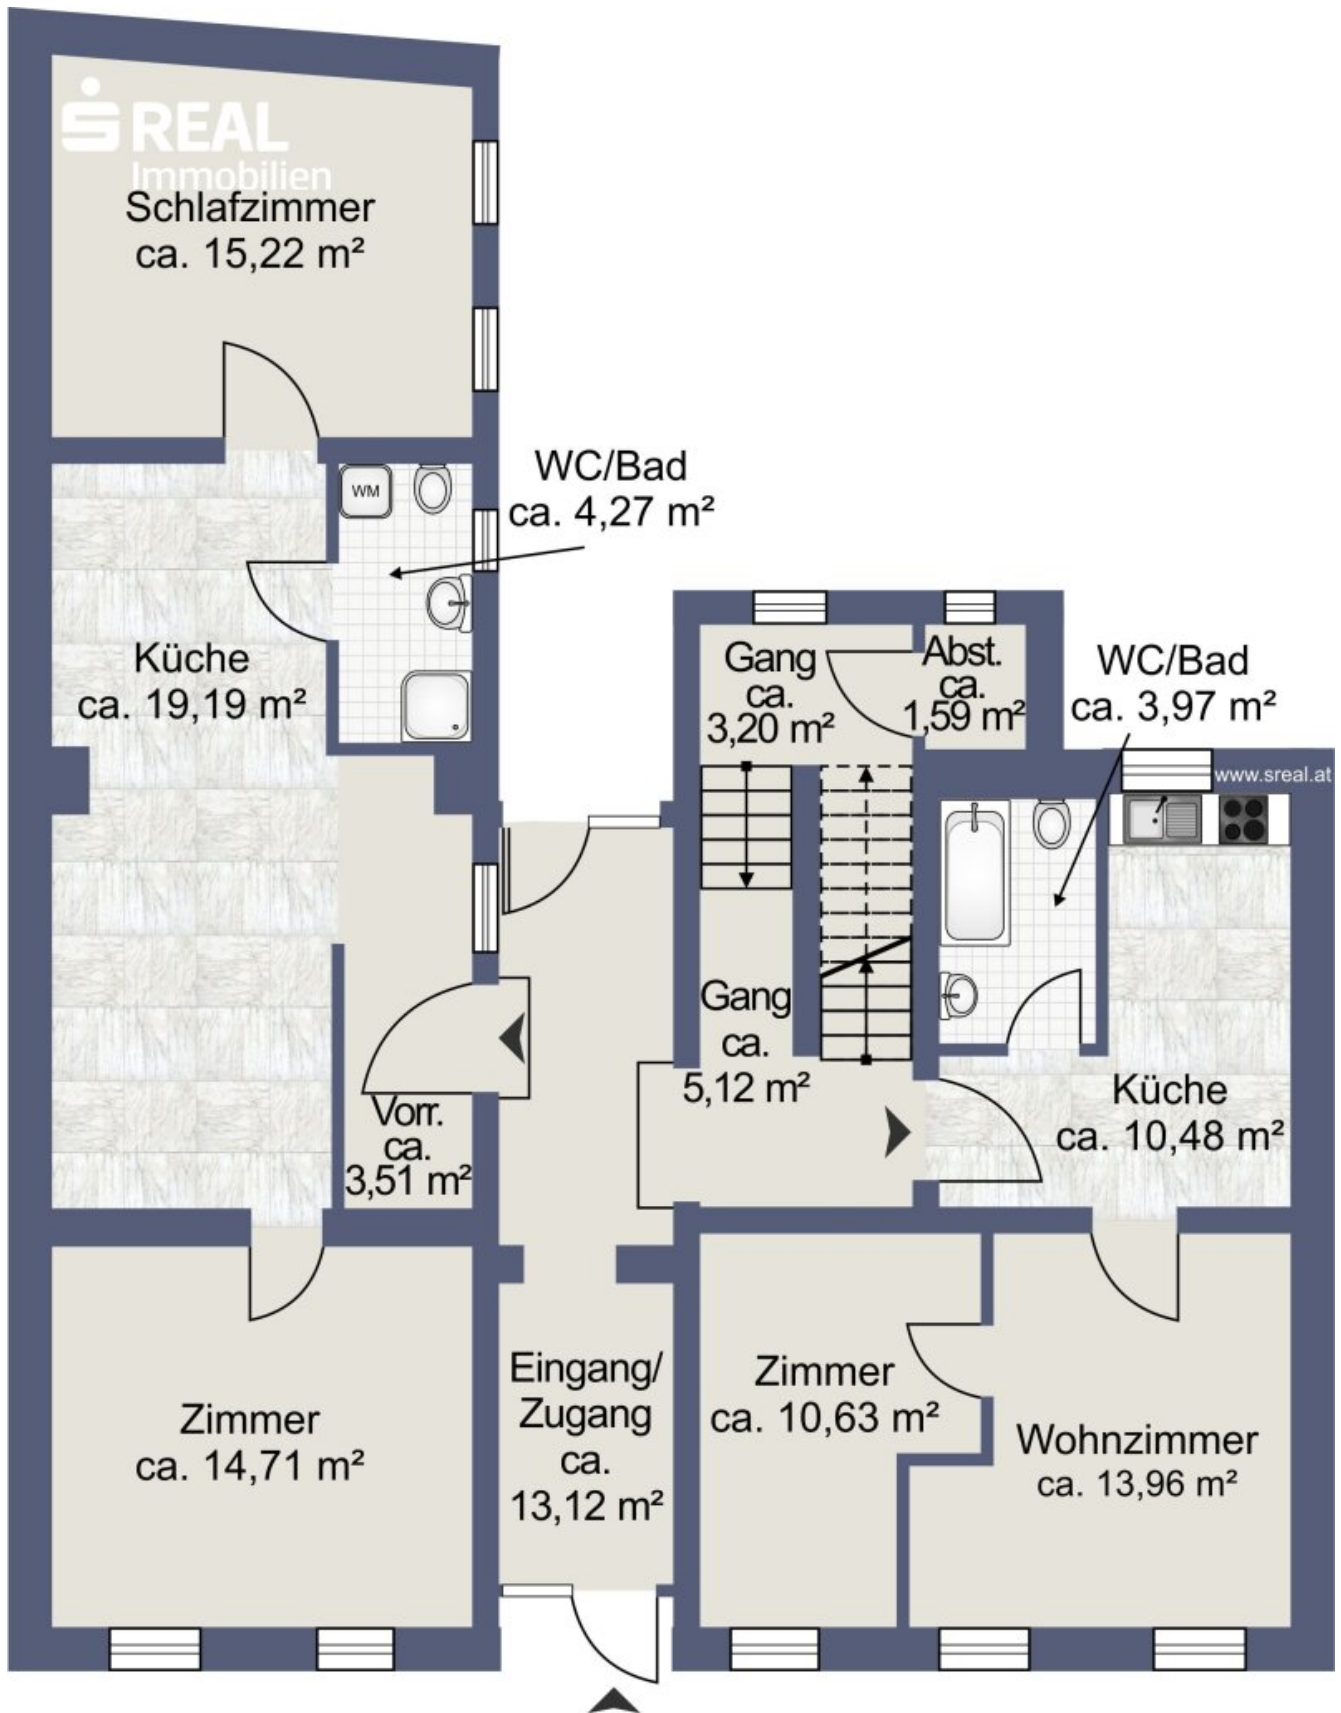 S REAL
Immobilien
Schlafzimmer
ca. 15,22 m²
WC/Bad
ca. 4,27 m²
WM
Küche
ca. 19,19 m²
Gang
ca.
3,20 m²
Abst.
ca.
1,59 m²
WC/Bad
ca. 3,97 m²
www.sreal.at
Gang
ca.
5,12 m²
Küche
ca. 10,48 m²
Vorr.
ca.
3,51 m²
Zimmer
ca. 14,71 m²
Eingang/
Zugang
ca.
13,12 m²
Zimmer
ca. 10,63 m²
Wohnzimmer
ca. 13,96 m²